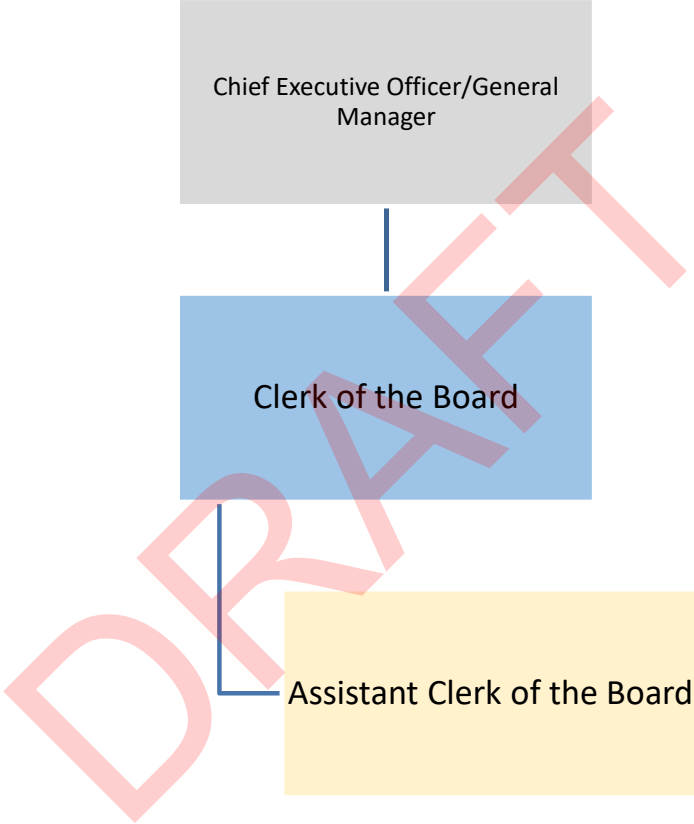 Chief Executive Officer/General
Manager
Clerk of the Board
Assistant Clerk of the Board
DRAFT